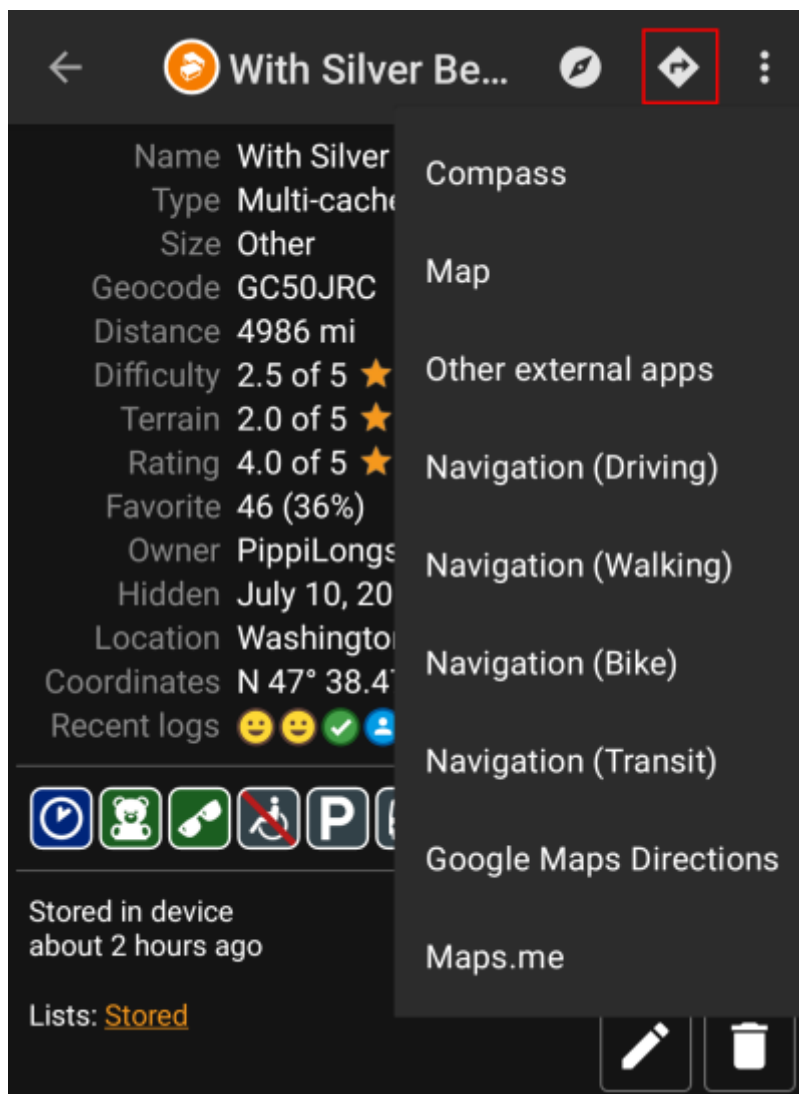 With Silver Be...
Name With Silver
Type Multi-cache
Size Other
Geocode GC50JRC
Distance 4986 mi
Difficulty 2.5 of 5
Terrain 2.0 of 5
Rating 4.0 of 5
Favorite 46 (36%)
Owner PippiLongs
Hidden July 10, 20
Location Washington
Coordinates N 47° 38.47
Recent logs
P
Stored in device
about 2 hours ago
Lists: Stored
Compass
Map
Other external apps
Navigation (Driving)
Navigation (Walking)
Navigation (Bike)
Navigation (Transit)
Google Maps Directions
Maps.me